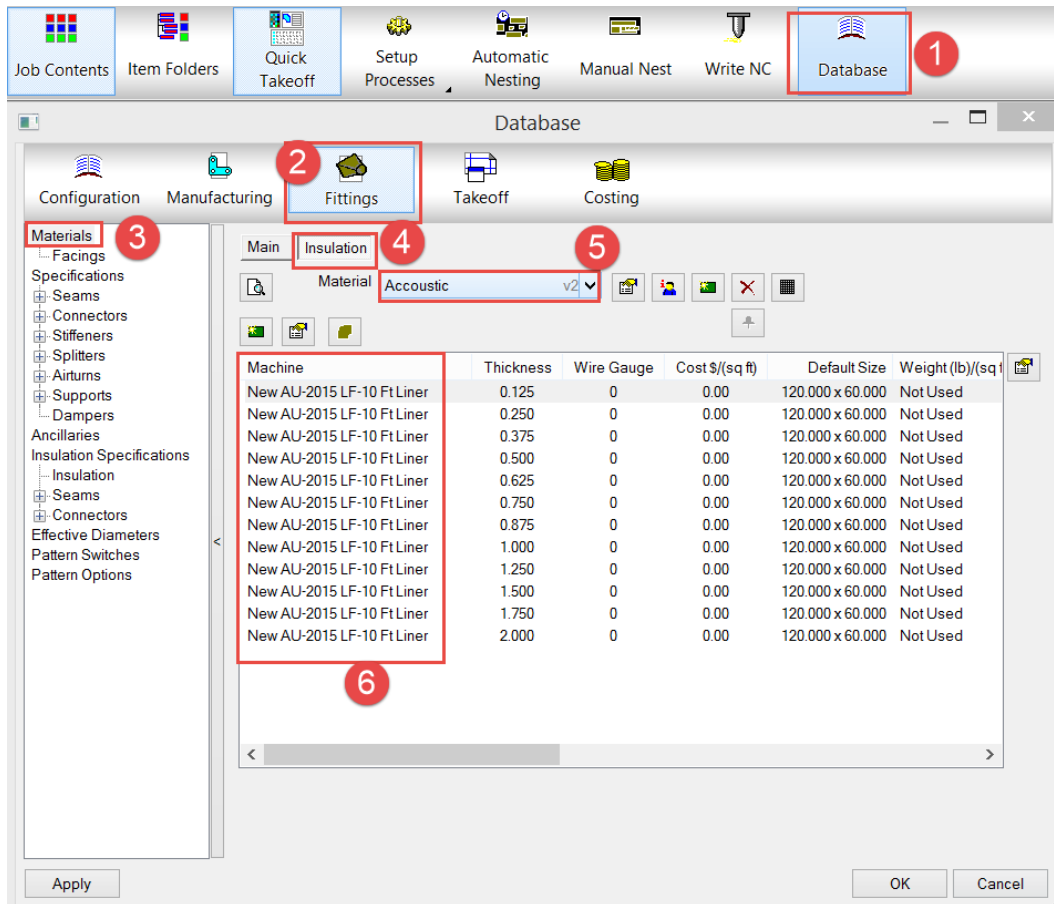 Job Contents
Item Folders
Quick Takeoff
Setup Processes
Automatic Nesting
Manual Nest
Write NC
Database
1
Database
Configuration
Manufacturing
2
Fittings
Takeoff
Costing
Materials
3
Facings
Specifications
Seams
Connectors
Stiffeners
Splitters
Airturns
Supports
Dampers
Ancillaries
Insulation Specifications
Insulation
Seams
Connectors
Effective Diameters
Pattern Switches
Pattern Options
<
Main
Insulation
4
5
Material Accoustic v2
Machine Thickness Wire Gauge Cost $/(sq ft) Default Size Weight (lb)/(sq f
New AU-2015 LF-10 Ft Liner 0.125 0 0.00 120.000 x 60.000 Not Used
New AU-2015 LF-10 Ft Liner 0.250 0 0.00 120.000 x 60.000 Not Used
New AU-2015 LF-10 Ft Liner 0.375 0 0.00 120.000 x 60.000 Not Used
New AU-2015 LF-10 Ft Liner 0.500 0 0.00 120.000 x 60.000 Not Used
New AU-2015 LF-10 Ft Liner 0.625 0 0.00 120.000 x 60.000 Not Used
New AU-2015 LF-10 Ft Liner 0.750 0 0.00 120.000 x 60.000 Not Used
New AU-2015 LF-10 Ft Liner 0.875 0 0.00 120.000 x 60.000 Not Used
New AU-2015 LF-10 Ft Liner 1.000 0 0.00 120.000 x 60.000 Not Used
New AU-2015 LF-10 Ft Liner 1.250 0 0.00 120.000 x 60.000 Not Used
New AU-2015 LF-10 Ft Liner 1.500 0 0.00 120.000 x 60.000 Not Used
New AU-2015 LF-10 Ft Liner 1.750 0 0.00 120.000 x 60.000 Not Used
New AU-2015 LF-10 Ft Liner 2.000 0 0.00 120.000 x 60.000 Not Used
6
Apply
OK
Cancel